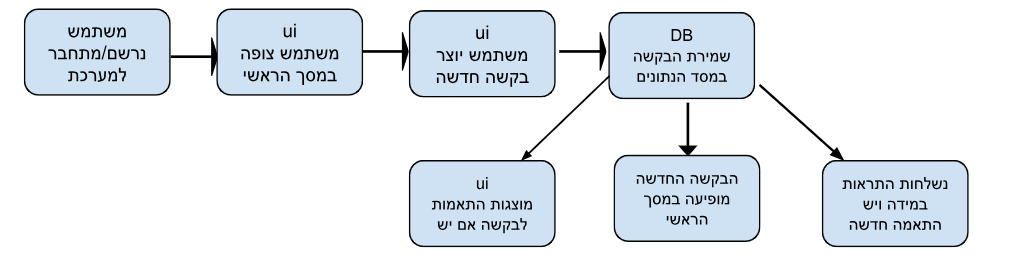 משתמש
נרשם/מתחבר
למערכת
ui
משתמש צופה
במסך הראשי
ui
משתמש יוצר
בקשה חדשה
DB
שמירת הבקשה
במסד הנתונים
ui
מוצגות התאמות
לבקשה אם יש
הבקשה החדשה
מופיעה במסך
הראשי
נשלחות התראות
במידה ויש
התאמה חדשה